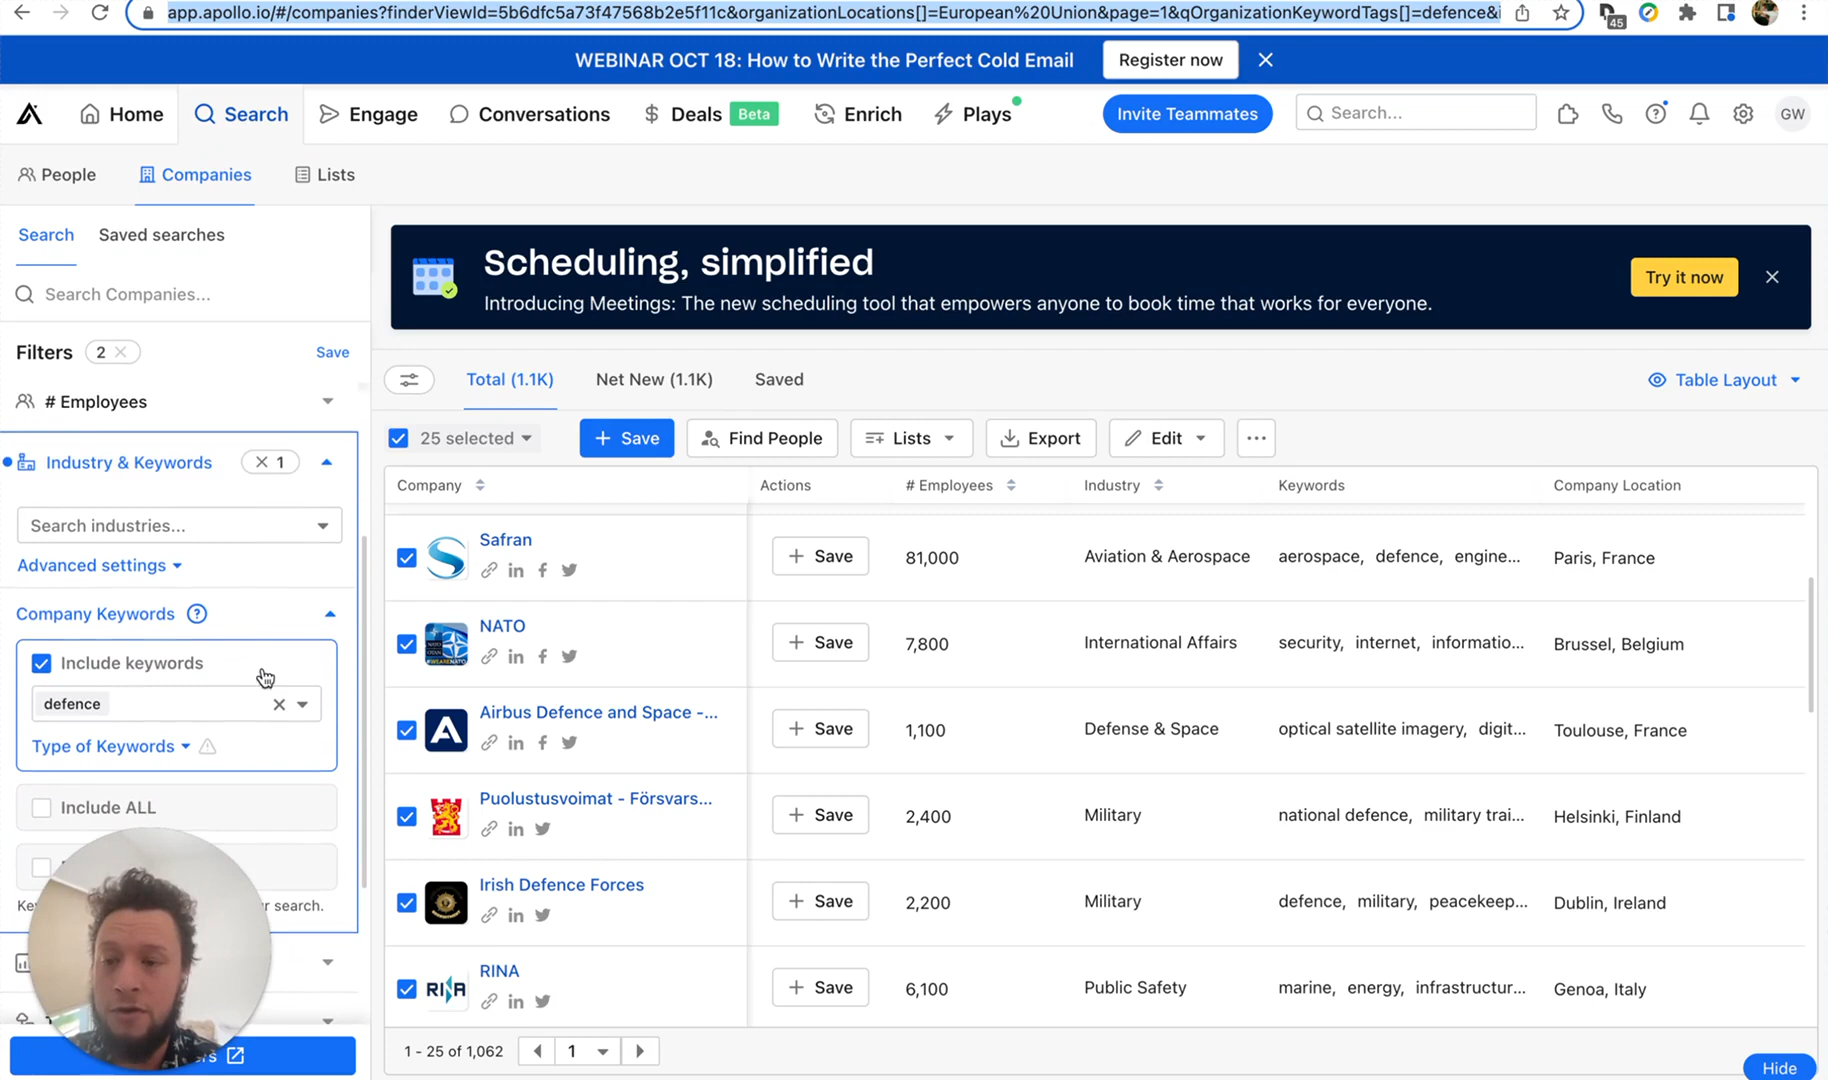 app.apollo.io/#/companies?finderViewId=5b6dfc5a73f47568b2e5f11c&organizationLocations[]=European%20Union&page=1&qOrganizationKeywordTags[]=defence&i
45
WEBINAR OCT 18: How to Write the Perfect Cold Email
Register now
Home
Search
Engage
Conversations
Deals
Beta
Enrich
Plays
Invite Teammates
Search...
GW
People
Companies
Lists
Search
Saved searches
Search Companies...
Scheduling, simplified
Introducing Meetings: The new scheduling tool that empowers anyone to book time that works for everyone.
Try it now
Filters
2
Save
# Employees
Industry & Keywords
1
Search industries...
Advanced settings
Company Keywords
Include keywords
defence
Type of Keywords
Include ALL
r search.
Total (1.1K)
Net New (1.1K)
Saved
Table Layout
25 selected
Save
Find People
Lists
Export
Edit
Company
Actions
# Employees
Industry
Keywords
Company Location
Safran
Save
81,000
Aviation & Aerospace
aerospace, defence, engine...
Paris, France
NATO
Save
7,800
International Affairs
security, internet, informatio...
Brussel, Belgium
Airbus Defence and Space -...
Save
1,100
Defense & Space
optical satellite imagery, digit...
Toulouse, France
Puolustusvoimat - Försvars...
Save
2,400
Military
national defence, military trai...
Helsinki, Finland
Irish Defence Forces
Save
2,200
Military
defence, military, peacekeep...
Dublin, Ireland
RINA
RINA
Save
6,100
Public Safety
marine, energy, infrastructur...
Genoa, Italy
1 - 25 of 1,062
1
Hide